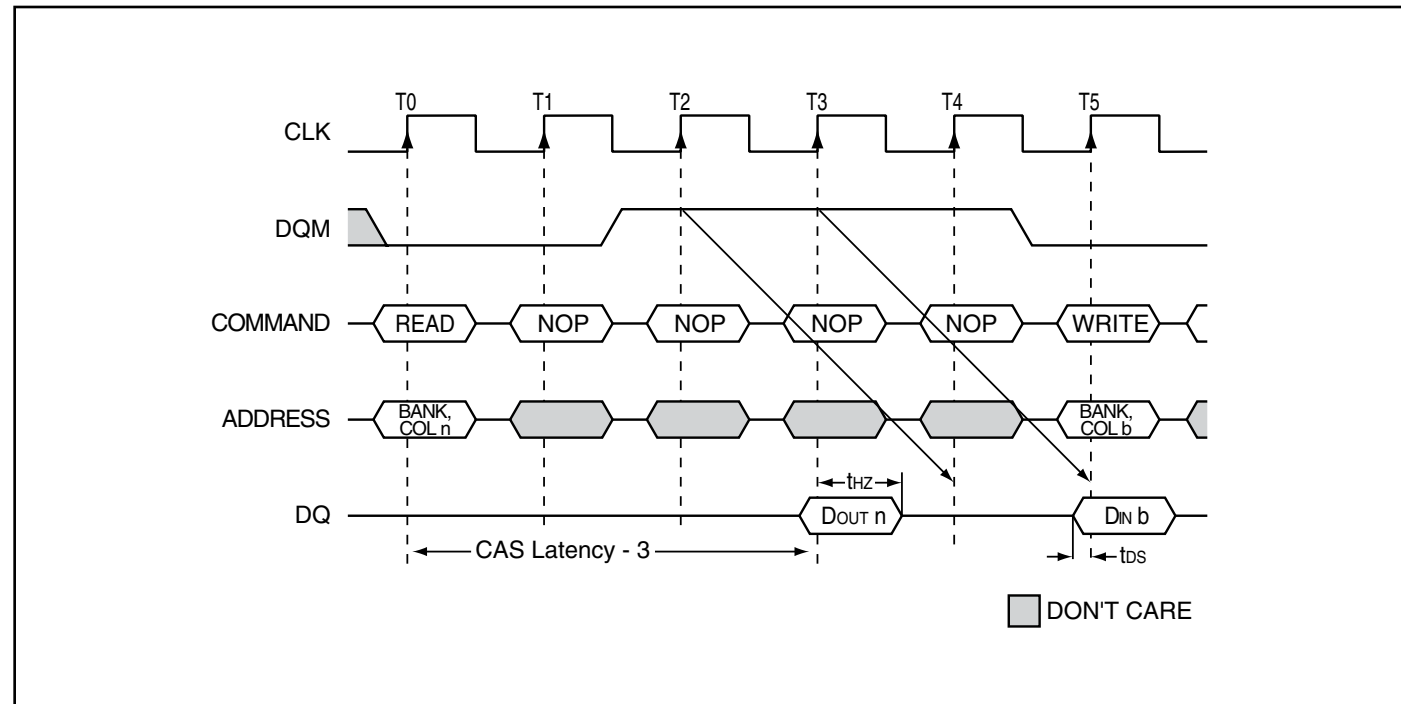 T0 T1 T2 T3 T4 T5
CLK
DQM
COMMAND READ NOP NOP NOP NOP WRITE
ADDRESS
BANK,
COL n
BANK,
COL b
tHZ
DQ DOUT n DIN b
CAS Latency - 3
tDS
DON'T CARE